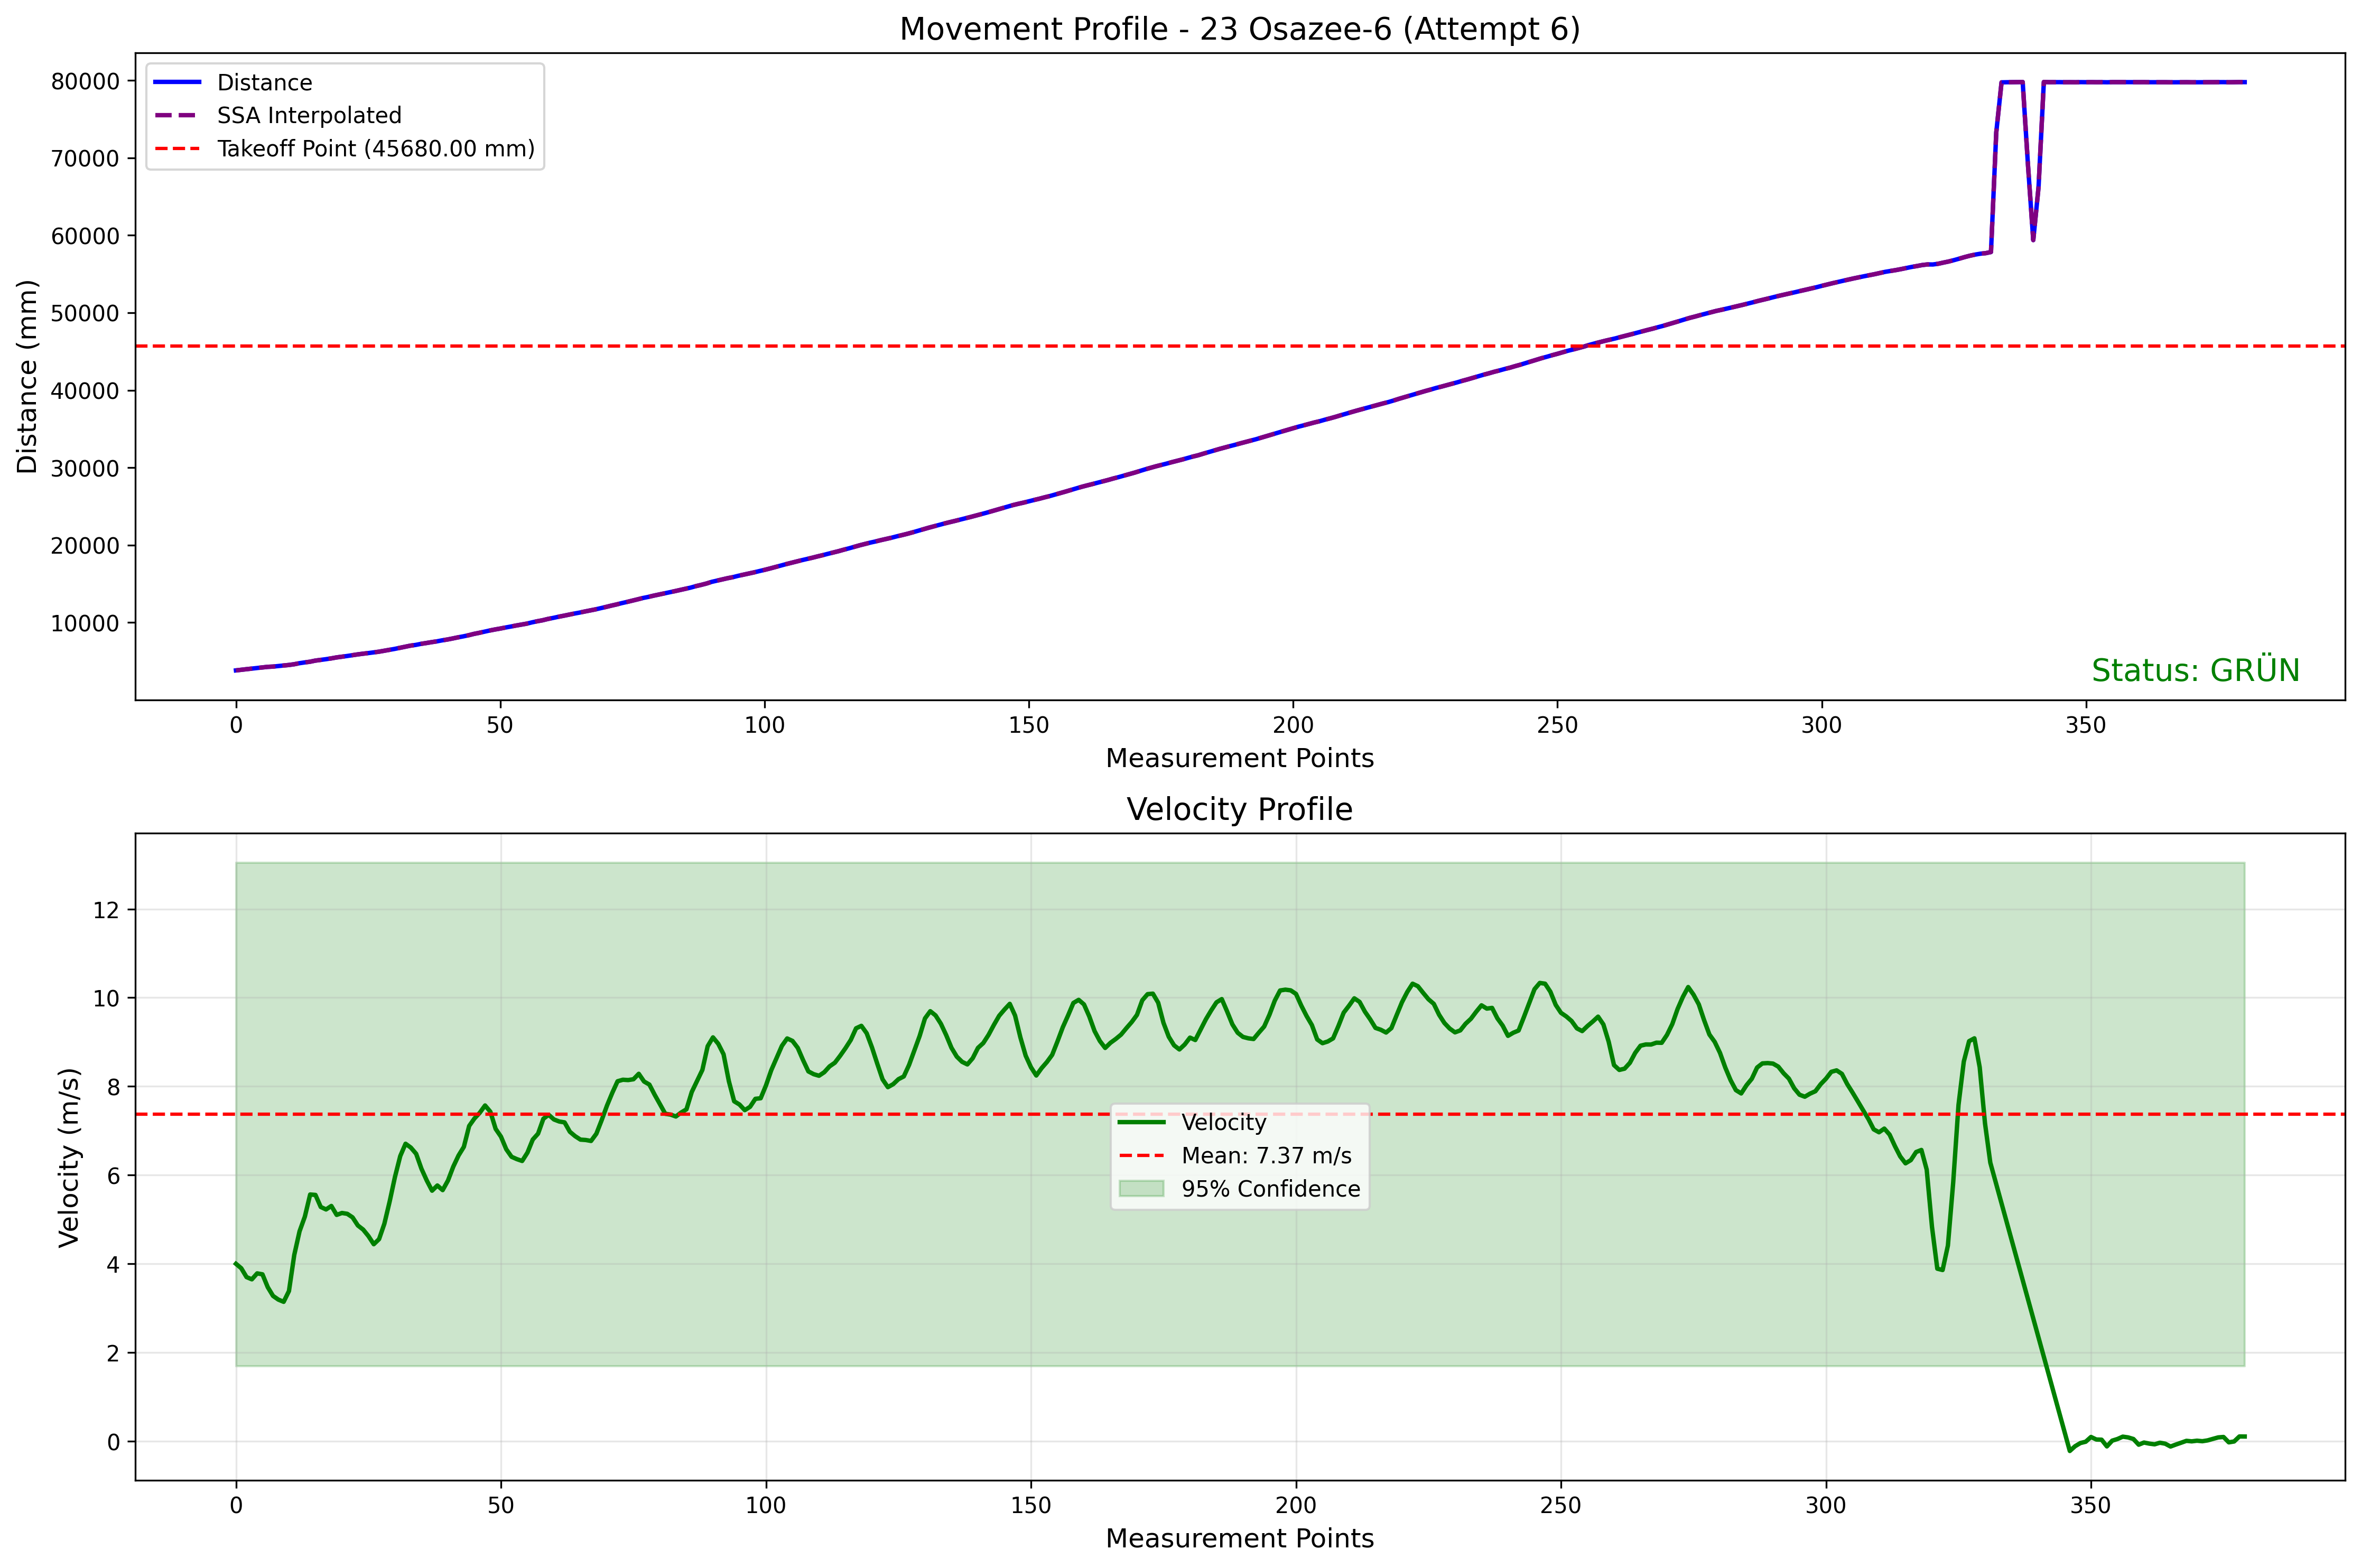 Movement Profile - 23 Osazee-6 (Attempt 6)
Distance
SSA Interpolated
Takeoff Point (45680.00 mm)
Distance (mm)
80000
70000
60000
50000
40000
30000
20000
10000
Status: GRÜN
0 50 100 150 200 250 300 350
Measurement Points
Velocity Profile
Velocity (m/s)
12
10
8
6
4
2
0
Velocity
Mean: 7.37 m/s
95% Confidence
0 50 100 150 200 250 300 350
Measurement Points